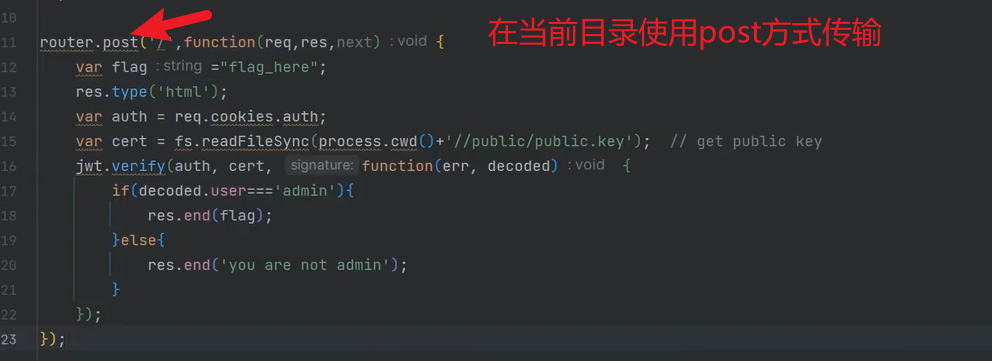 10
在当前目录使用post方式传输
11 router.post('/',function(req,res,next) :void {
12 var flag :string ="flag_here";
13 res.type('html');
14 var auth = req.cookies.auth;
15 var cert = fs.readFileSync(process.cwd()+'//public/public.key'); // get public key
16 jwt.verify(auth, cert, signature: function(err, decoded) :void {
17 if(decoded.user==='admin'){
18 res.end(flag);
19 }else{
20 res.end('you are not admin');
21 }
22 });
23 });